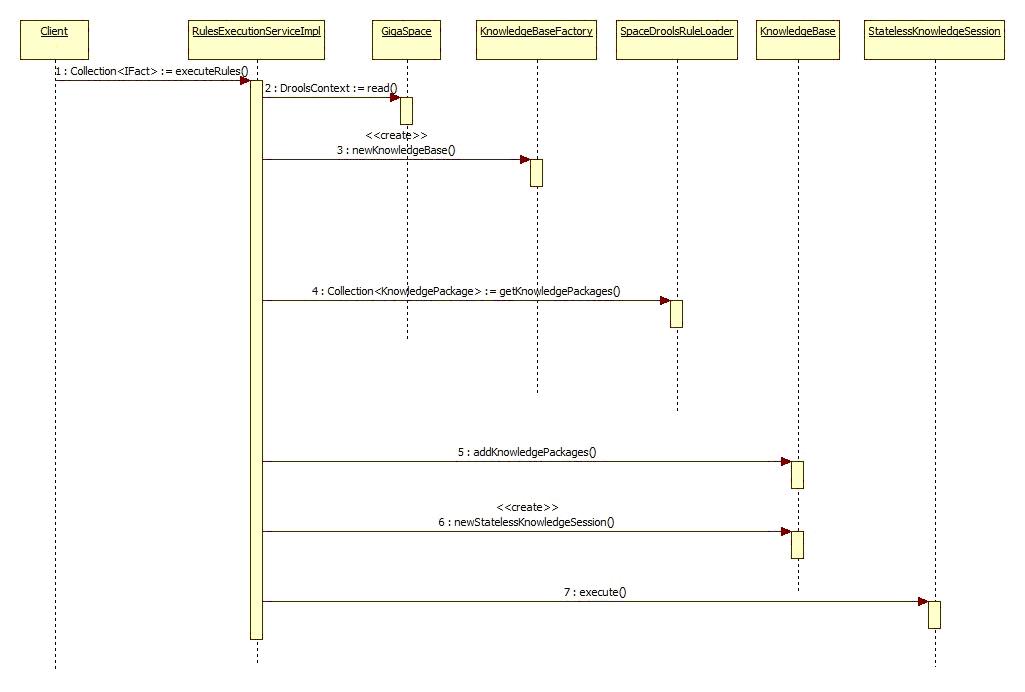 Client
RulesExecutionServiceImpl
GigaSpace
KnowledgeBaseFactory
SpaceDroolsRuleLoader
KnowledgeBase
StatelessKnowledgeSession
1 : Collection<IFact> := executeRules()
2 : DroolsContext := read()
<<create>>
3 : newKnowledgeBase()
4 : Collection<KnowledgePackage> := getKnowledgePackages()
5 : addKnowledgePackages()
<<create>>
6 : newStatelessKnowledgeSession()
7 : execute()